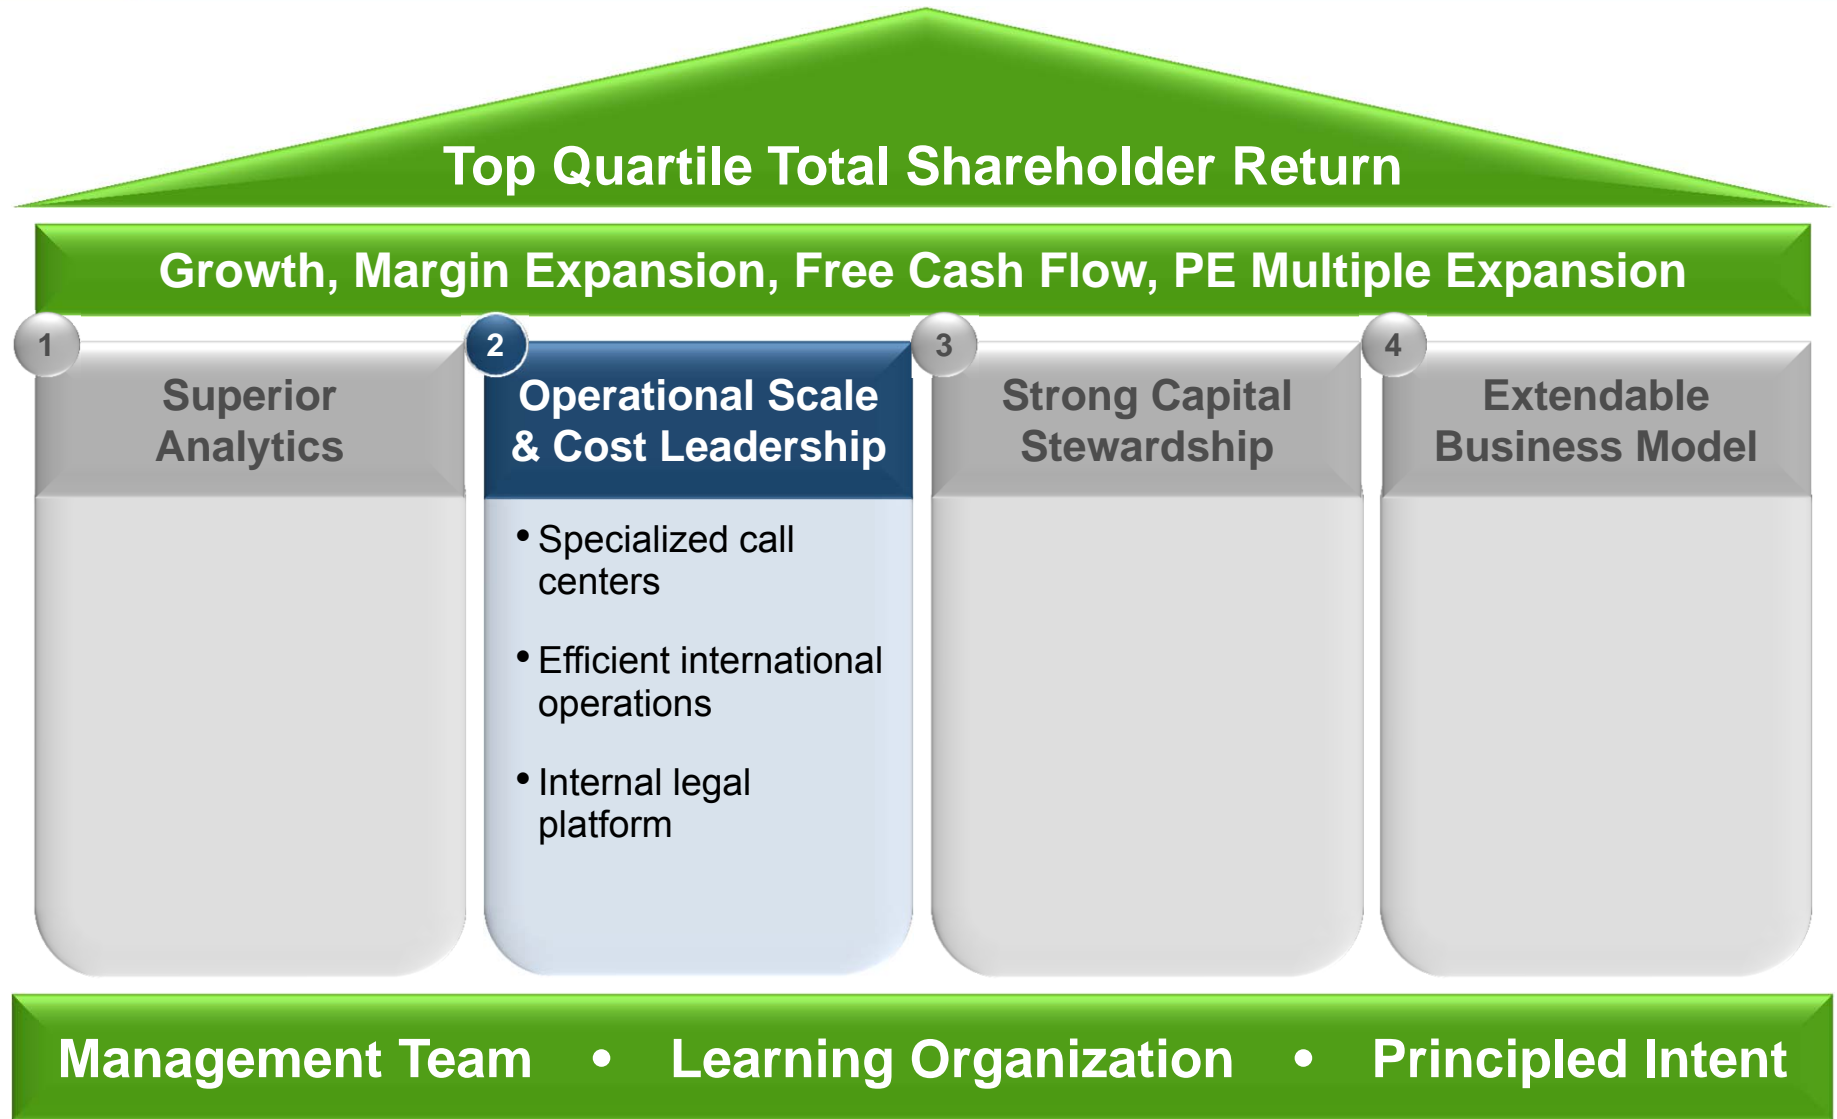 Top Quartile Total Shareholder Return
Growth, Margin Expansion, Free Cash Flow, PE Multiple Expansion
1
Superior
Analytics
2
Operational Scale
& Cost Leadership
• Specialized call
centers
• Efficient international
operations
• Internal legal
platform
3
Strong Capital
Stewardship
4
Extendable
Business Model
Management Team • Learning Organization • Principled Intent